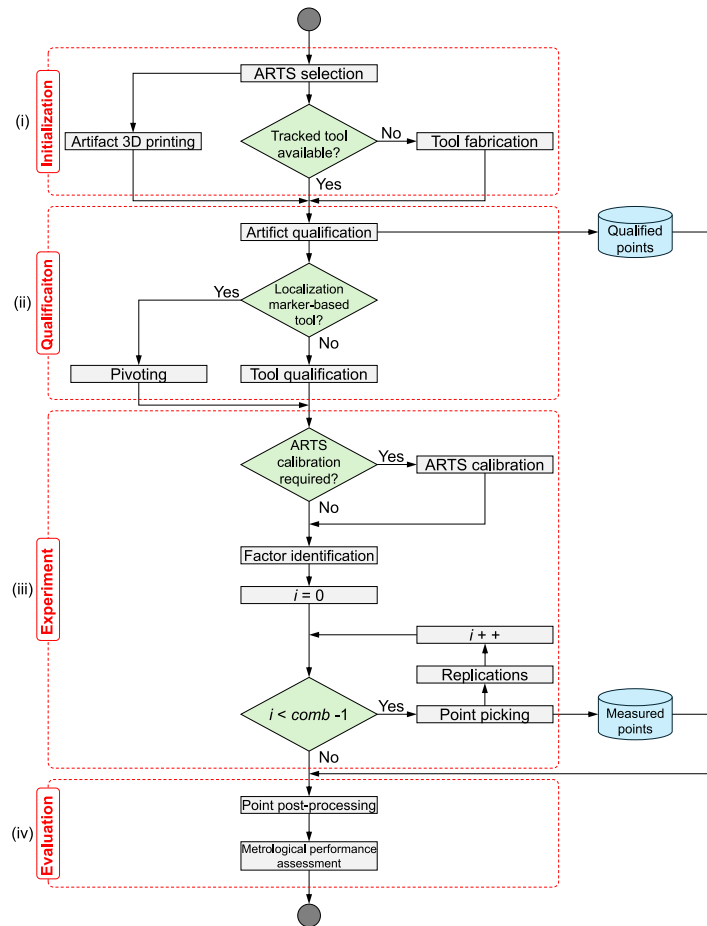 ARTS selection
(i)
Initialization
Artifact 3D printing
Tracked tool
available?
No
Tool fabrication
Yes
Artifict qualification
Qualified
points
(ii)
Qualificaiton
Yes
Localization
marker-based
tool?
No
Pivoting
Tool qualification
ARTS
calibration
required?
Yes
ARTS calibration
No
Factor identification
(iii)
Experiment
i = 0
i + +
Replications
i < comb -1
Yes
Point picking
Measured
points
No
Point post-processing
(iv)
Evaluation
Metrological performance
assessment